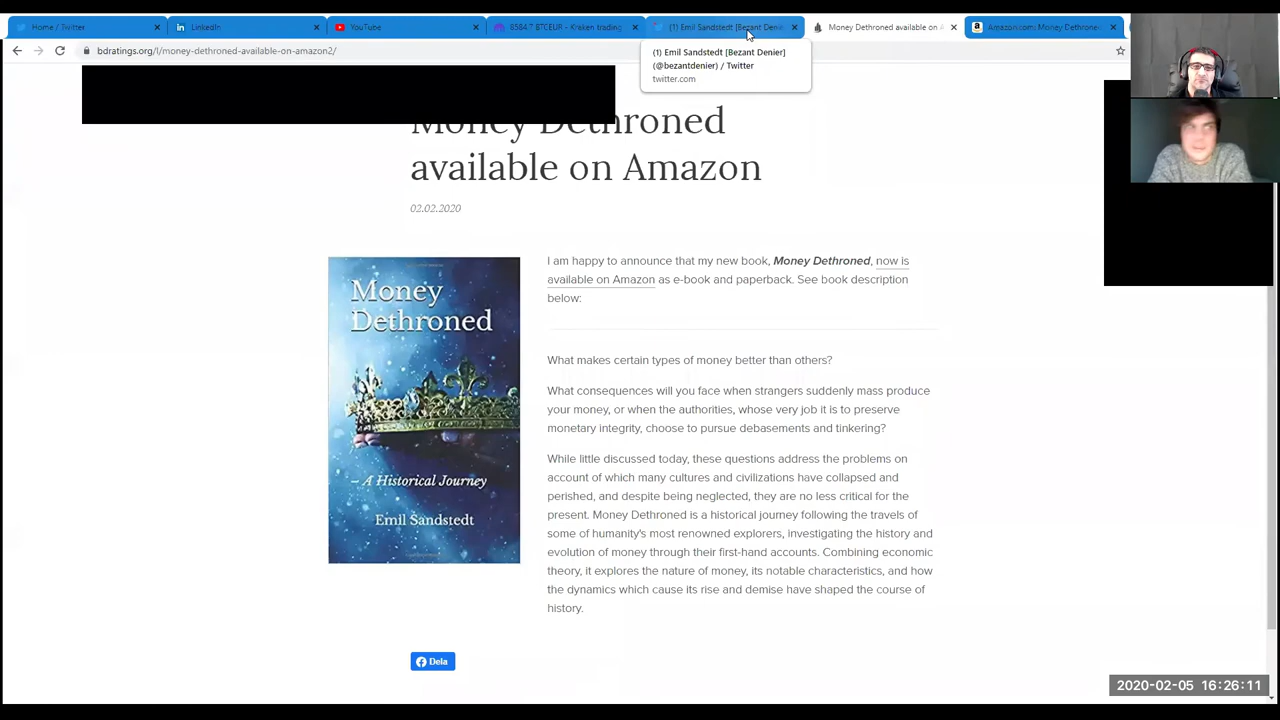 Home / Twitter
LinkedIn
YouTube
8584.7 BTCEUR - Kraken trading
(1) Emil Sandstedt [Bezant Denie
Money Dethroned available on A
Amazon.com: Money Dethrone
bdratings.org/l/money-dethroned-available-on-amazon2/
(1) Emil Sandstedt [Bezant Denier]
(@bezantdenier) / Twitter
twitter.com
Money Dethroned
available on Amazon
02.02.2020
Money
Dethroned
– A Historical Journey
Emil Sandstedt
I am happy to announce that my new book, Money Dethroned, now is
available on Amazon as e-book and paperback. See book description
below:
What makes certain types of money better than others?
What consequences will you face when strangers suddenly mass produce
your money, or when the authorities, whose very job it is to preserve
monetary integrity, choose to pursue debasements and tinkering?
While little discussed today, these questions address the problems on
account of which many cultures and civilizations have collapsed and
perished, and despite being neglected, they are no less critical for the
present. Money Dethroned is a historical journey following the travels of
some of humanity's most renowned explorers, investigating the history and
evolution of money through their first-hand accounts. Combining economic
theory, it explores the nature of money, its notable characteristics, and how
the dynamics which cause its rise and demise have shaped the course of
history.
Dela
2020-02-05 16:26:11